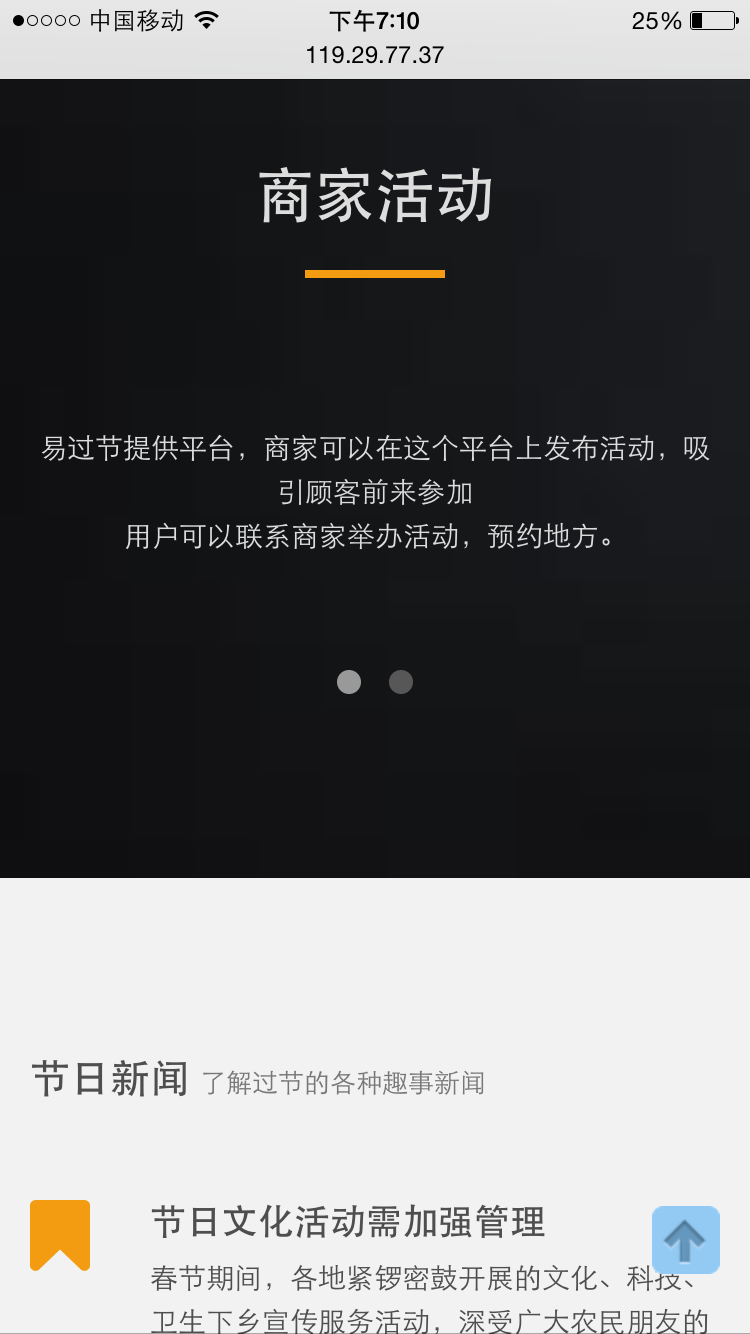 中国移动 下午7:10 25%
119.29.77.37
商家活动
易过节提供平台，商家可以在这个平台上发布活动，吸
引顾客前来参加
用户可以联系商家举办活动，预约地方。
节日新闻 了解过节的各种趣事新闻
节日文化活动需加强管理
春节期间，各地紧锣密鼓开展的文化、科技、
卫生下乡宣传服务活动，深受广大农民朋友的